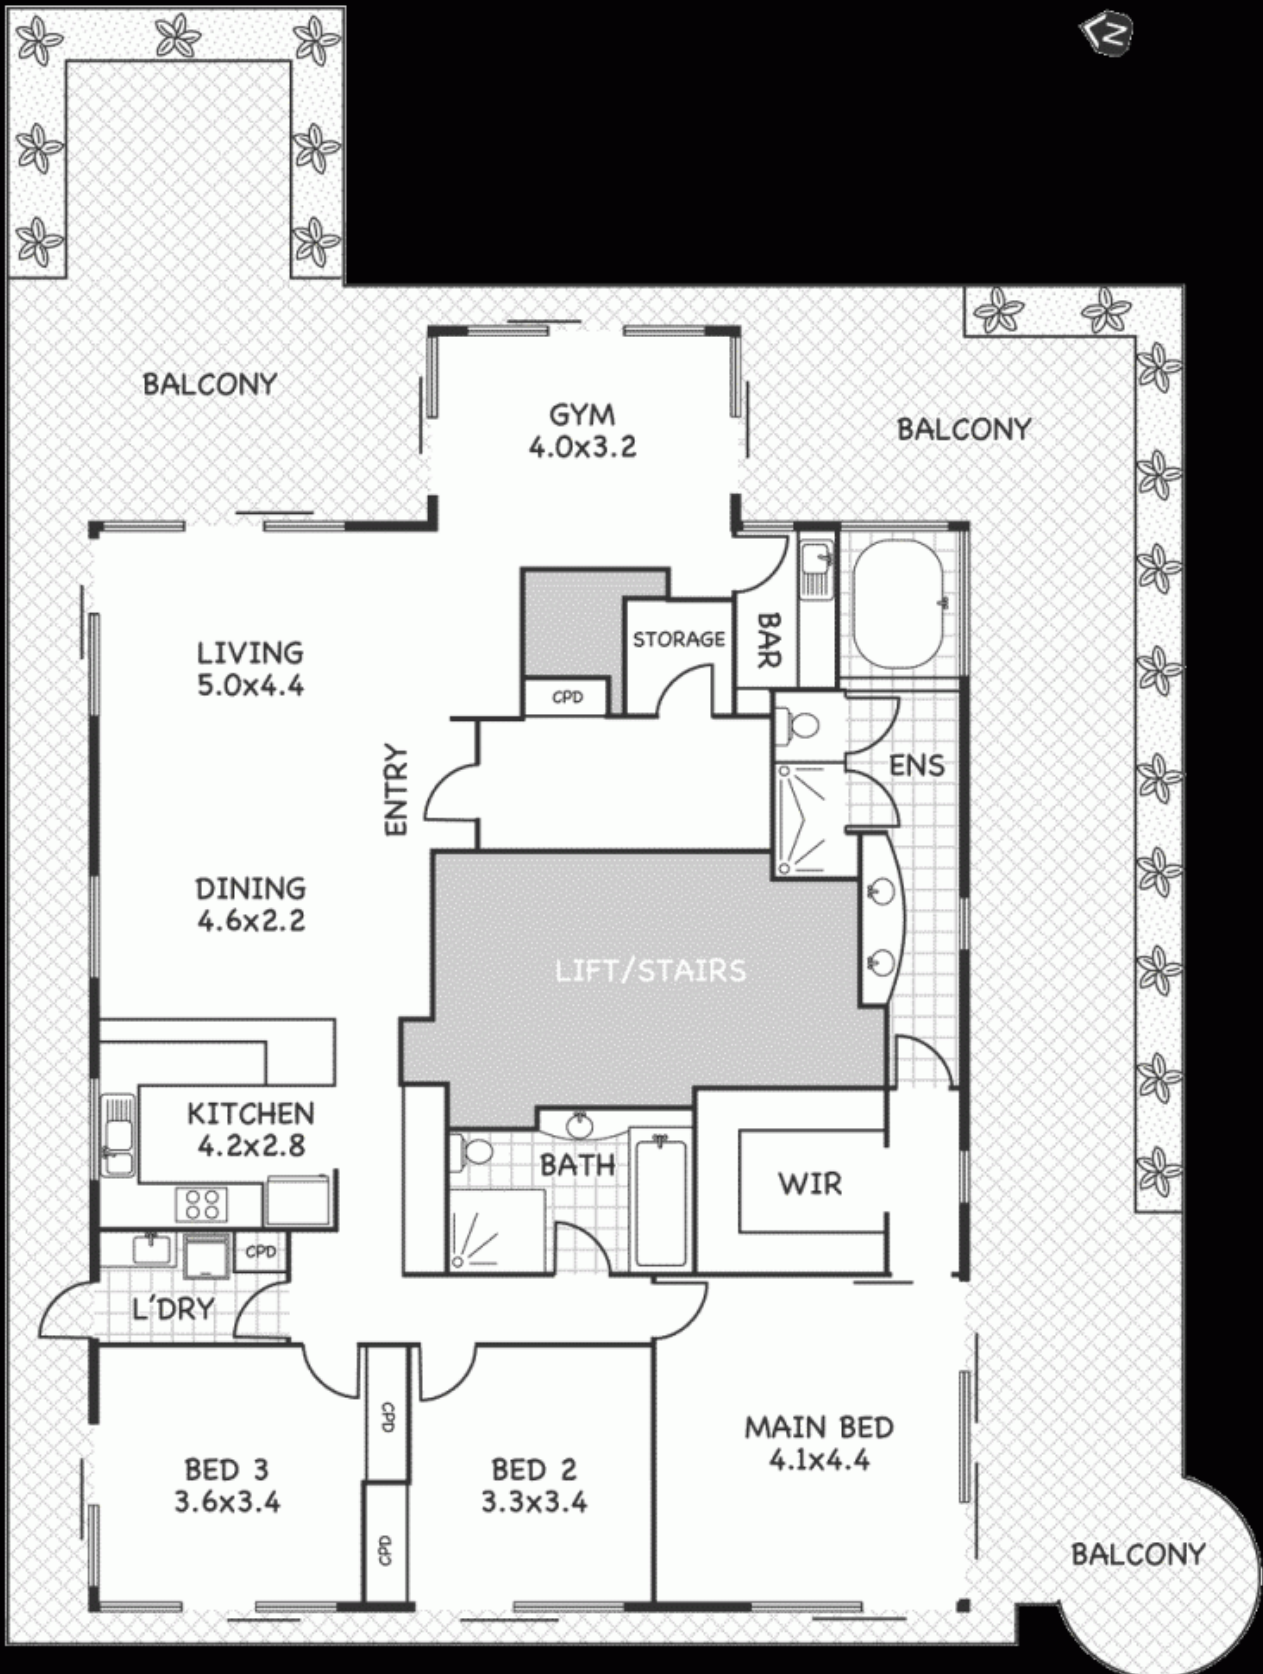 N
BALCONY
GYM
4.0x3.2
BALCONY
LIVING
5.0x4.4
STORAGE
BAR
CPD
ENTRY
ENS
DINING
4.6x2.2
LIFT/STAIRS
KITCHEN
4.2x2.8
BATH
WIR
CPD
L'DRY
CPD
MAIN BED
4.1x4.4
BED 3
3.6x3.4
BED 2
3.3x3.4
CPD
BALCONY